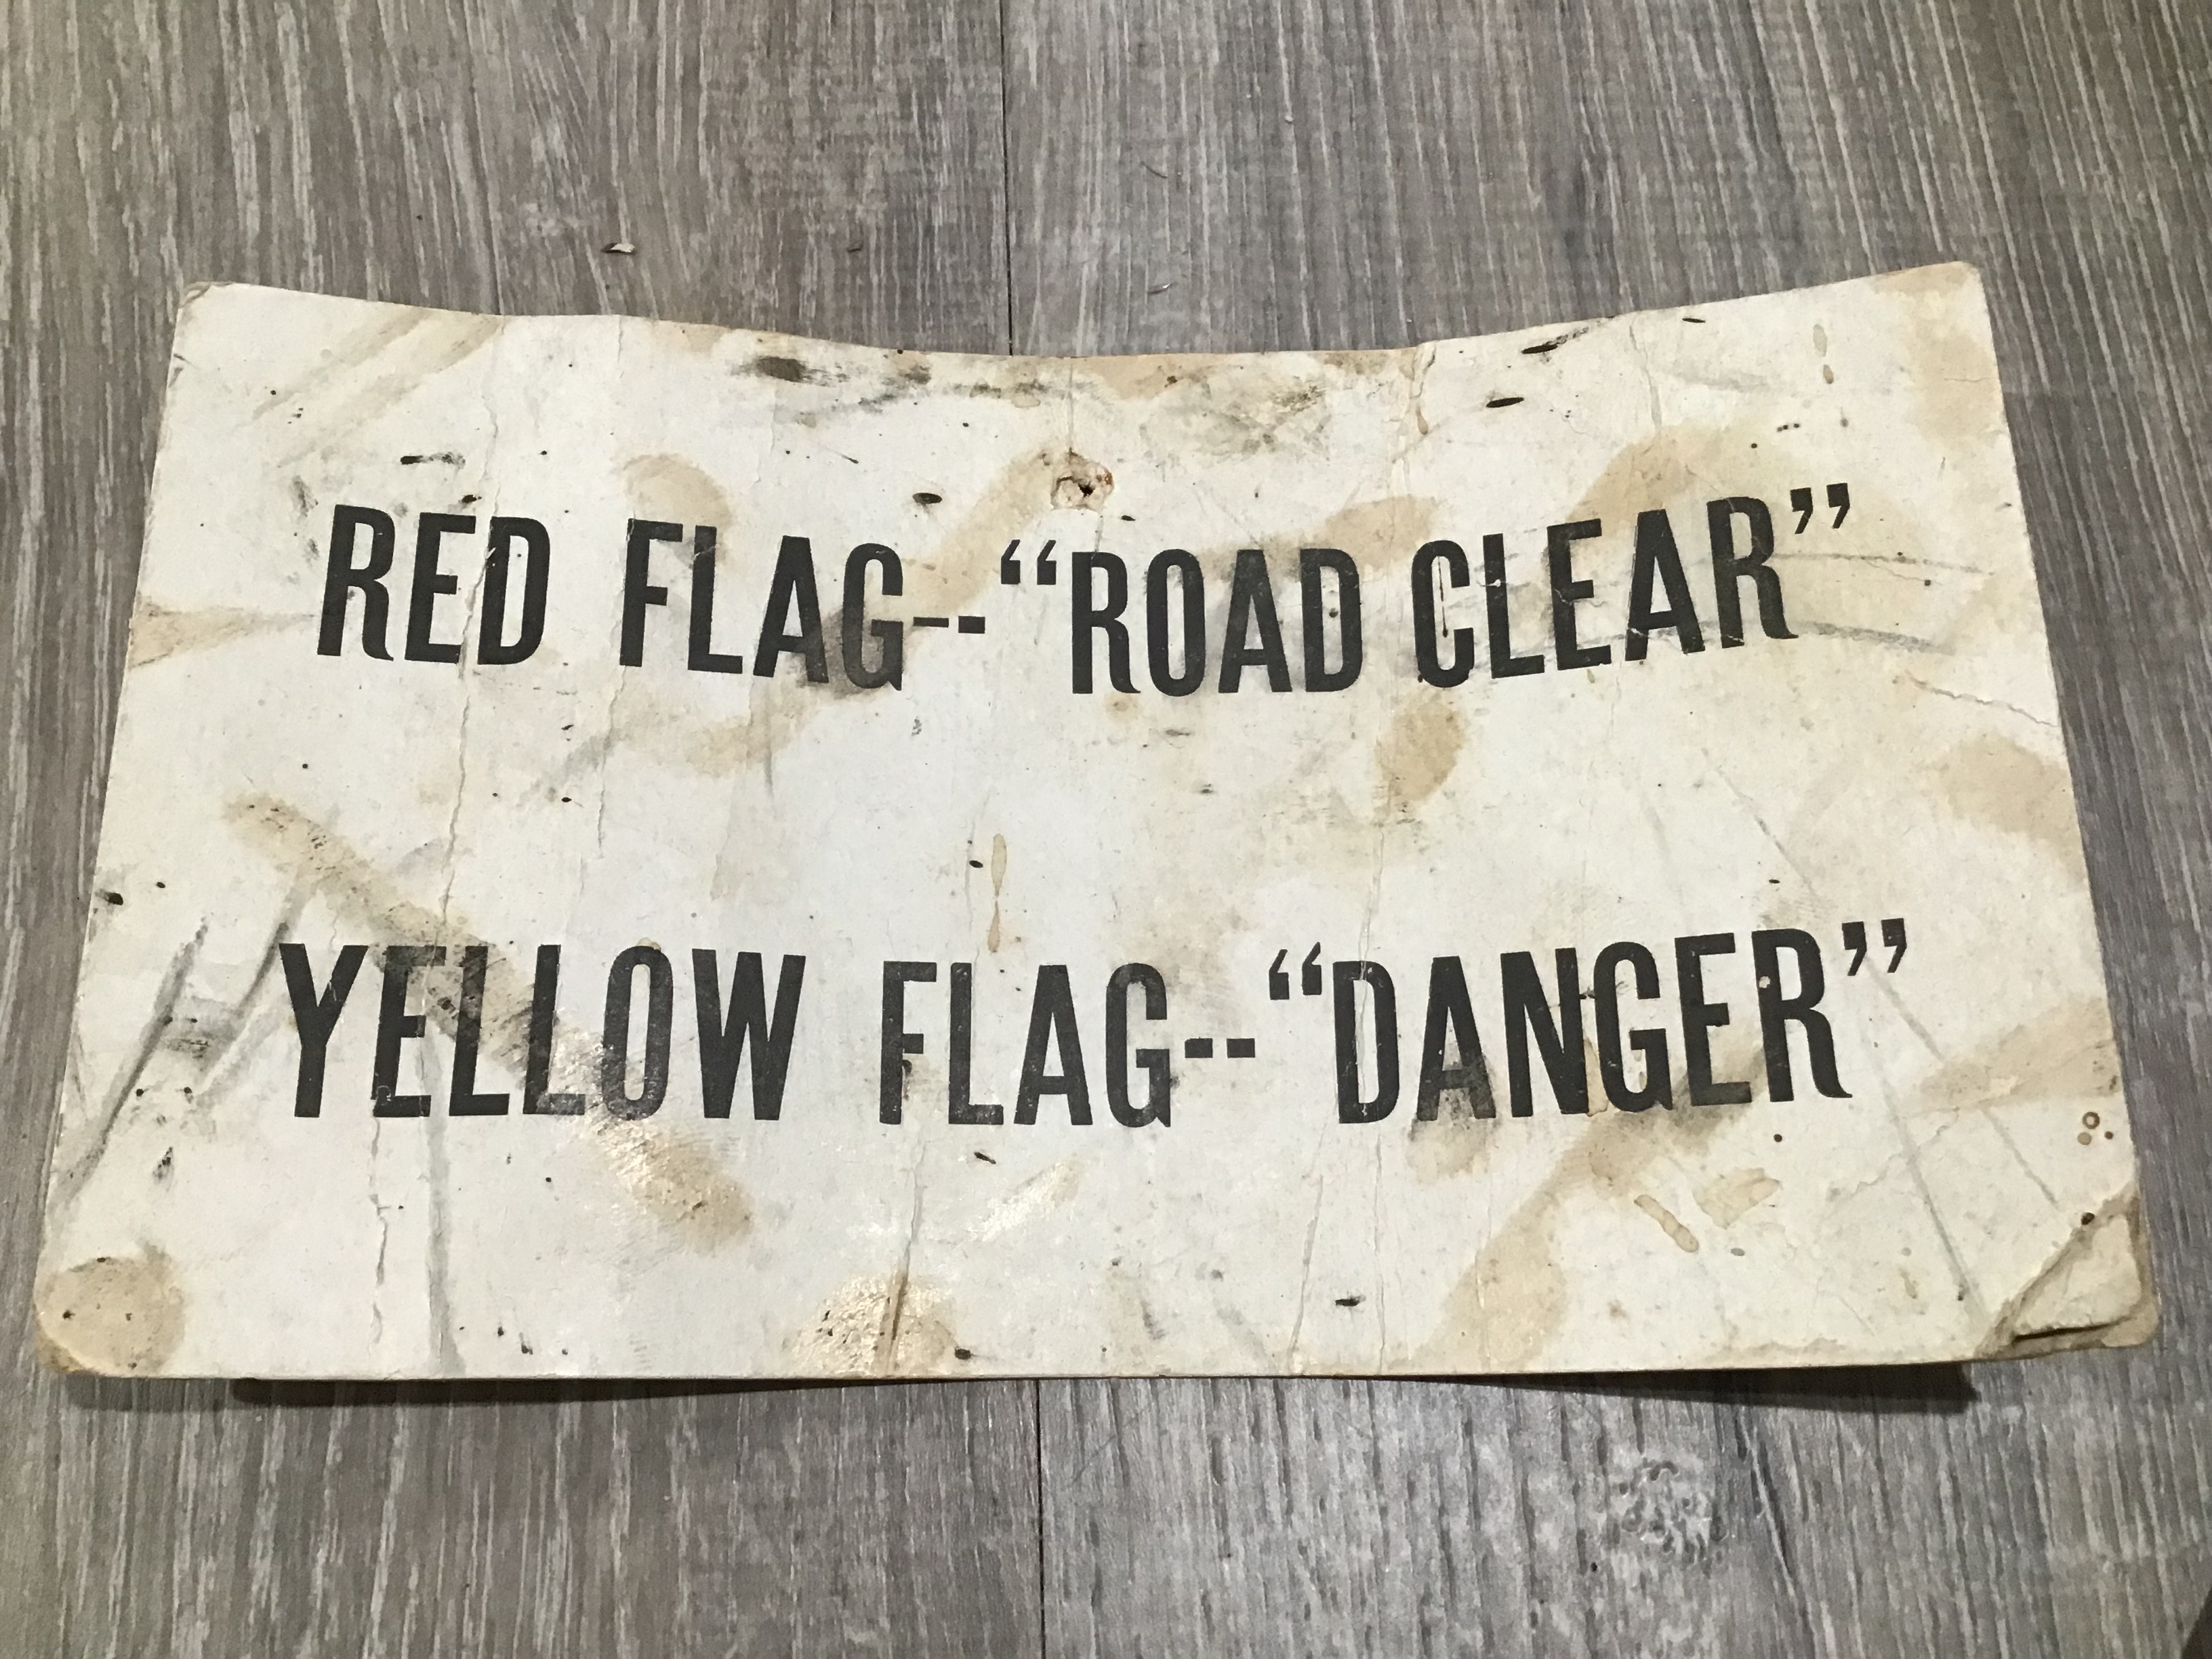 RED FLAG--“ROAD CLEAR”
YELLOW FLAG--“DANGER”